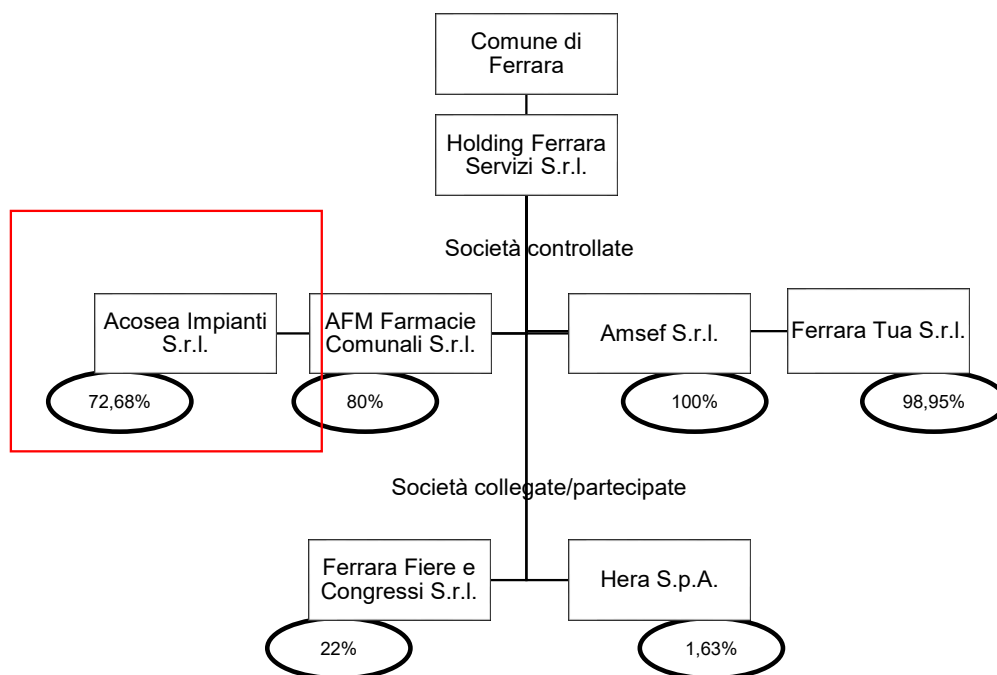 Comune di
Ferrara
Holding Ferrara
Servizi S.r.l.
Società controllate
Acosea Impianti
S.r.l.
AFM Farmacie
Comunali S.r.l.
Amsef S.r.l.
Ferrara Tua S.r.l.
72,68%
80%
100%
98,95%
Società collegate/partecipate
Ferrara Fiere e
Congressi S.r.l.
Hera S.p.A.
22%
1,63%